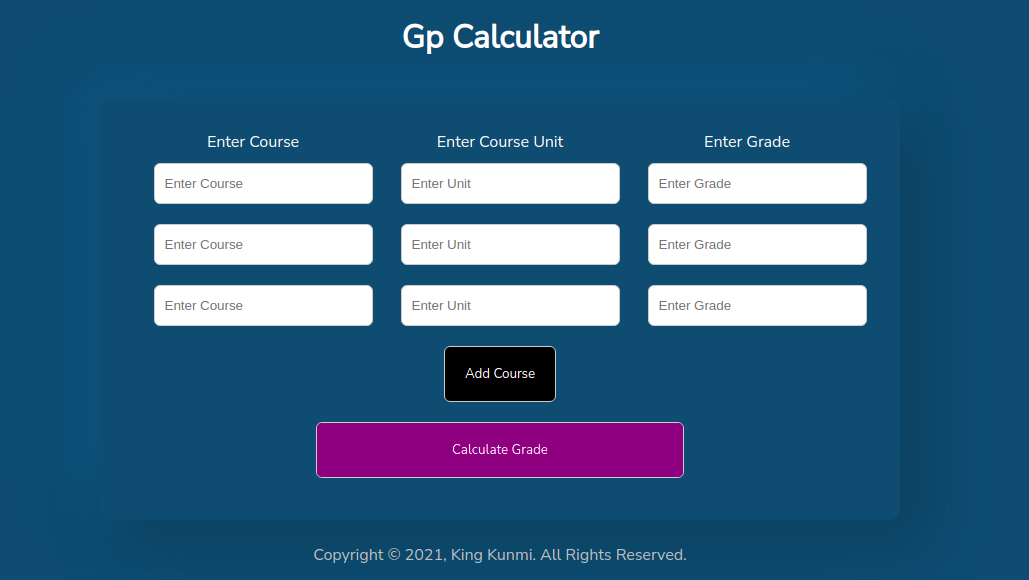 Gp Calculator
Enter Course Enter Course Unit Enter Grade
Enter Course Enter Unit Enter Grade
Enter Course Enter Unit Enter Grade
Enter Course Enter Unit Enter Grade
Add Course
Calculate Grade
Copyright © 2021, King Kunmi. All Rights Reserved.